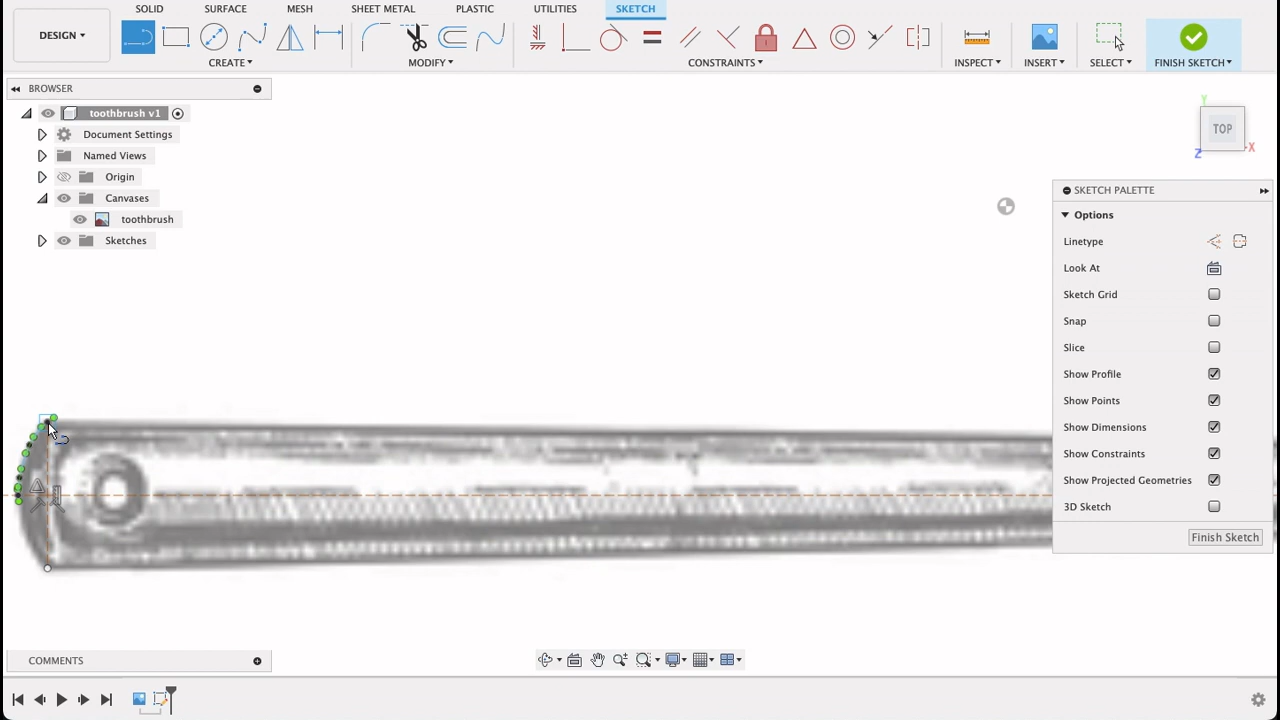 SOLID SURFACE MESH SHEET METAL PLASTIC UTILITIES SKETCH
DESIGN
CREATE MODIFY CONSTRAINTS INSPECT INSERT SELECT FINISH SKETCH
BROWSER
toothbrush v1
Document Settings
Named Views
Origin
Canvases
toothbrush
Sketches
Y
TOP
X
Z
SKETCH PALETTE
Options
Linetype
Look At
Sketch Grid
Snap
Slice
Show Profile
Show Points
Show Dimensions
Show Constraints
Show Projected Geometries
3D Sketch
Finish Sketch
COMMENTS